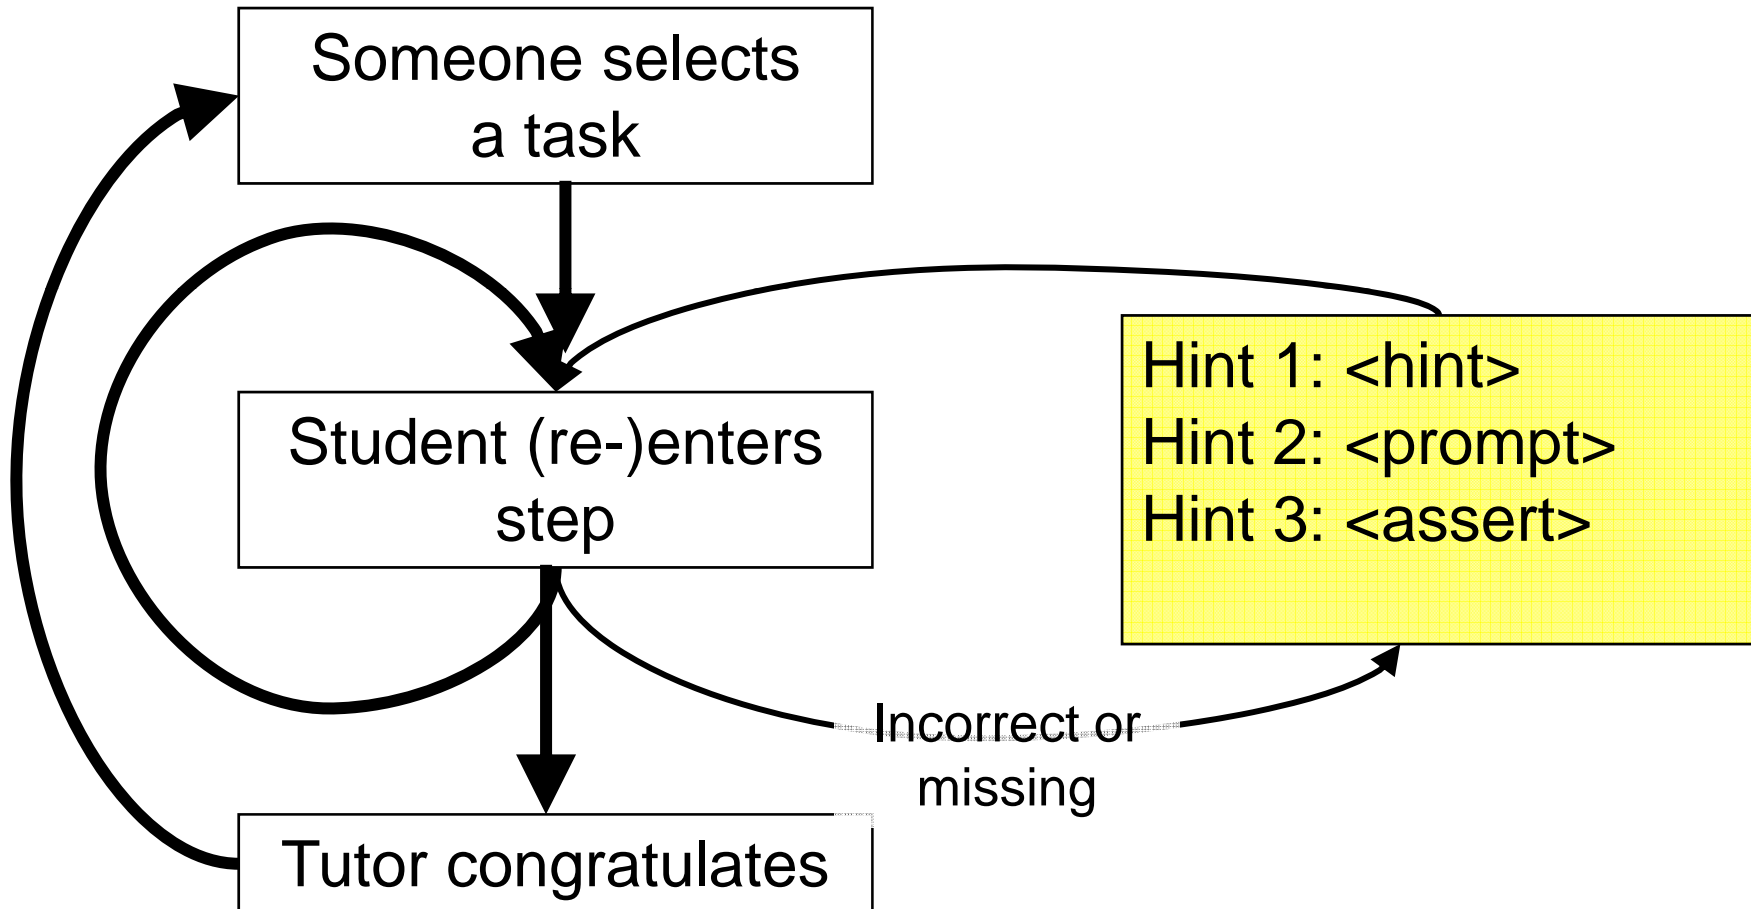 Someone selects
a task
Student (re-)enters
step
Hint 1: <hint>
Hint 2: <prompt>
Hint 3: <assert>
Incorrect or
missing
Tutor congratulates